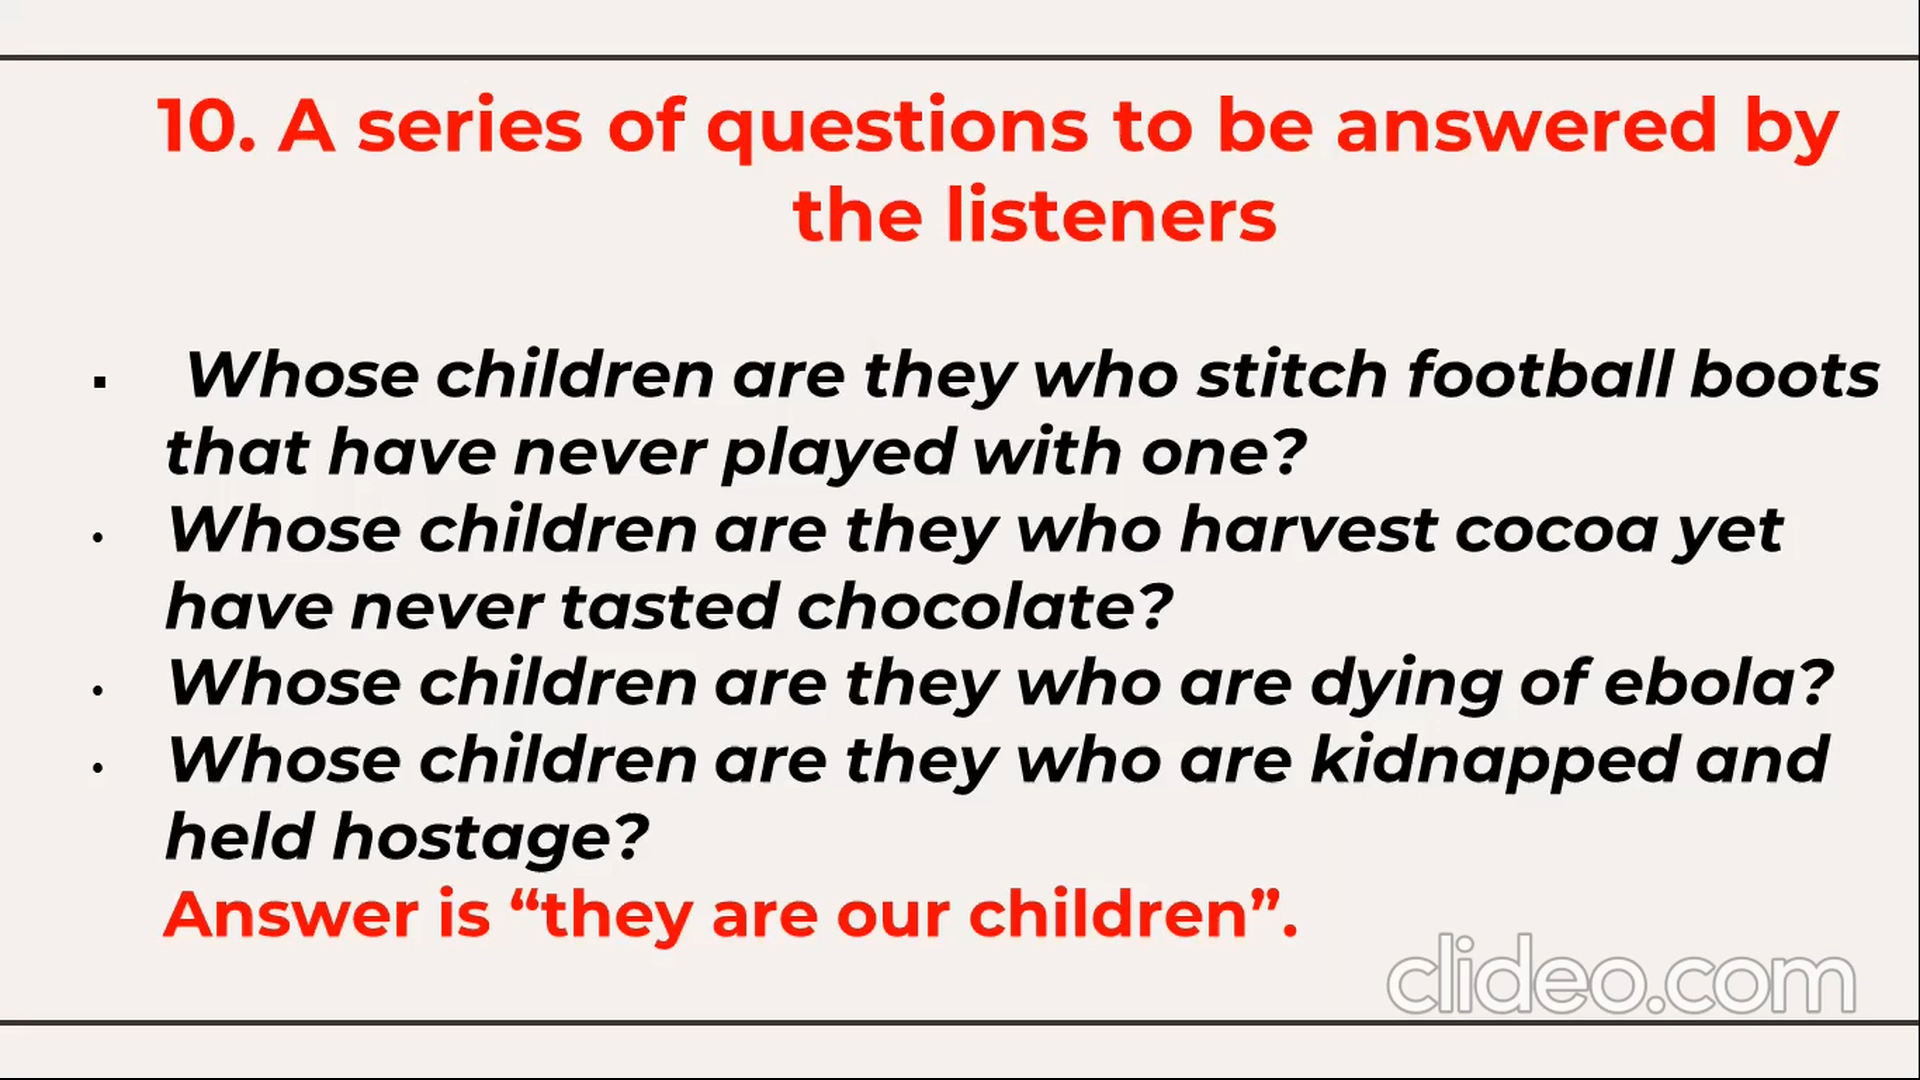 10. A series of questions to be answered by
the listeners
▪ Whose children are they who stitch football boots
that have never played with one?
• Whose children are they who harvest cocoa yet
have never tasted chocolate?
• Whose children are they who are dying of ebola?
• Whose children are they who are kidnapped and
held hostage?
Answer is “they are our children”.
clideo.com